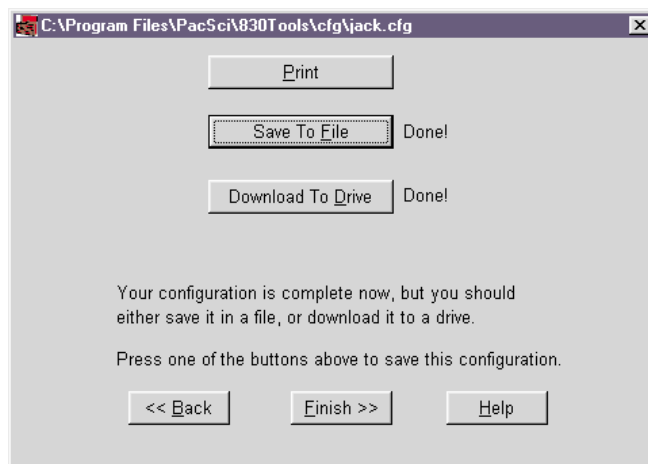 C:\Program Files\PacSci\830Tools\cfg\jack.cfg
Print
Save To File Done!
Download To Drive Done!
Your configuration is complete now, but you should
either save it in a file, or download it to a drive.
Press one of the buttons above to save this configuration.
<< Back Finish >> Help